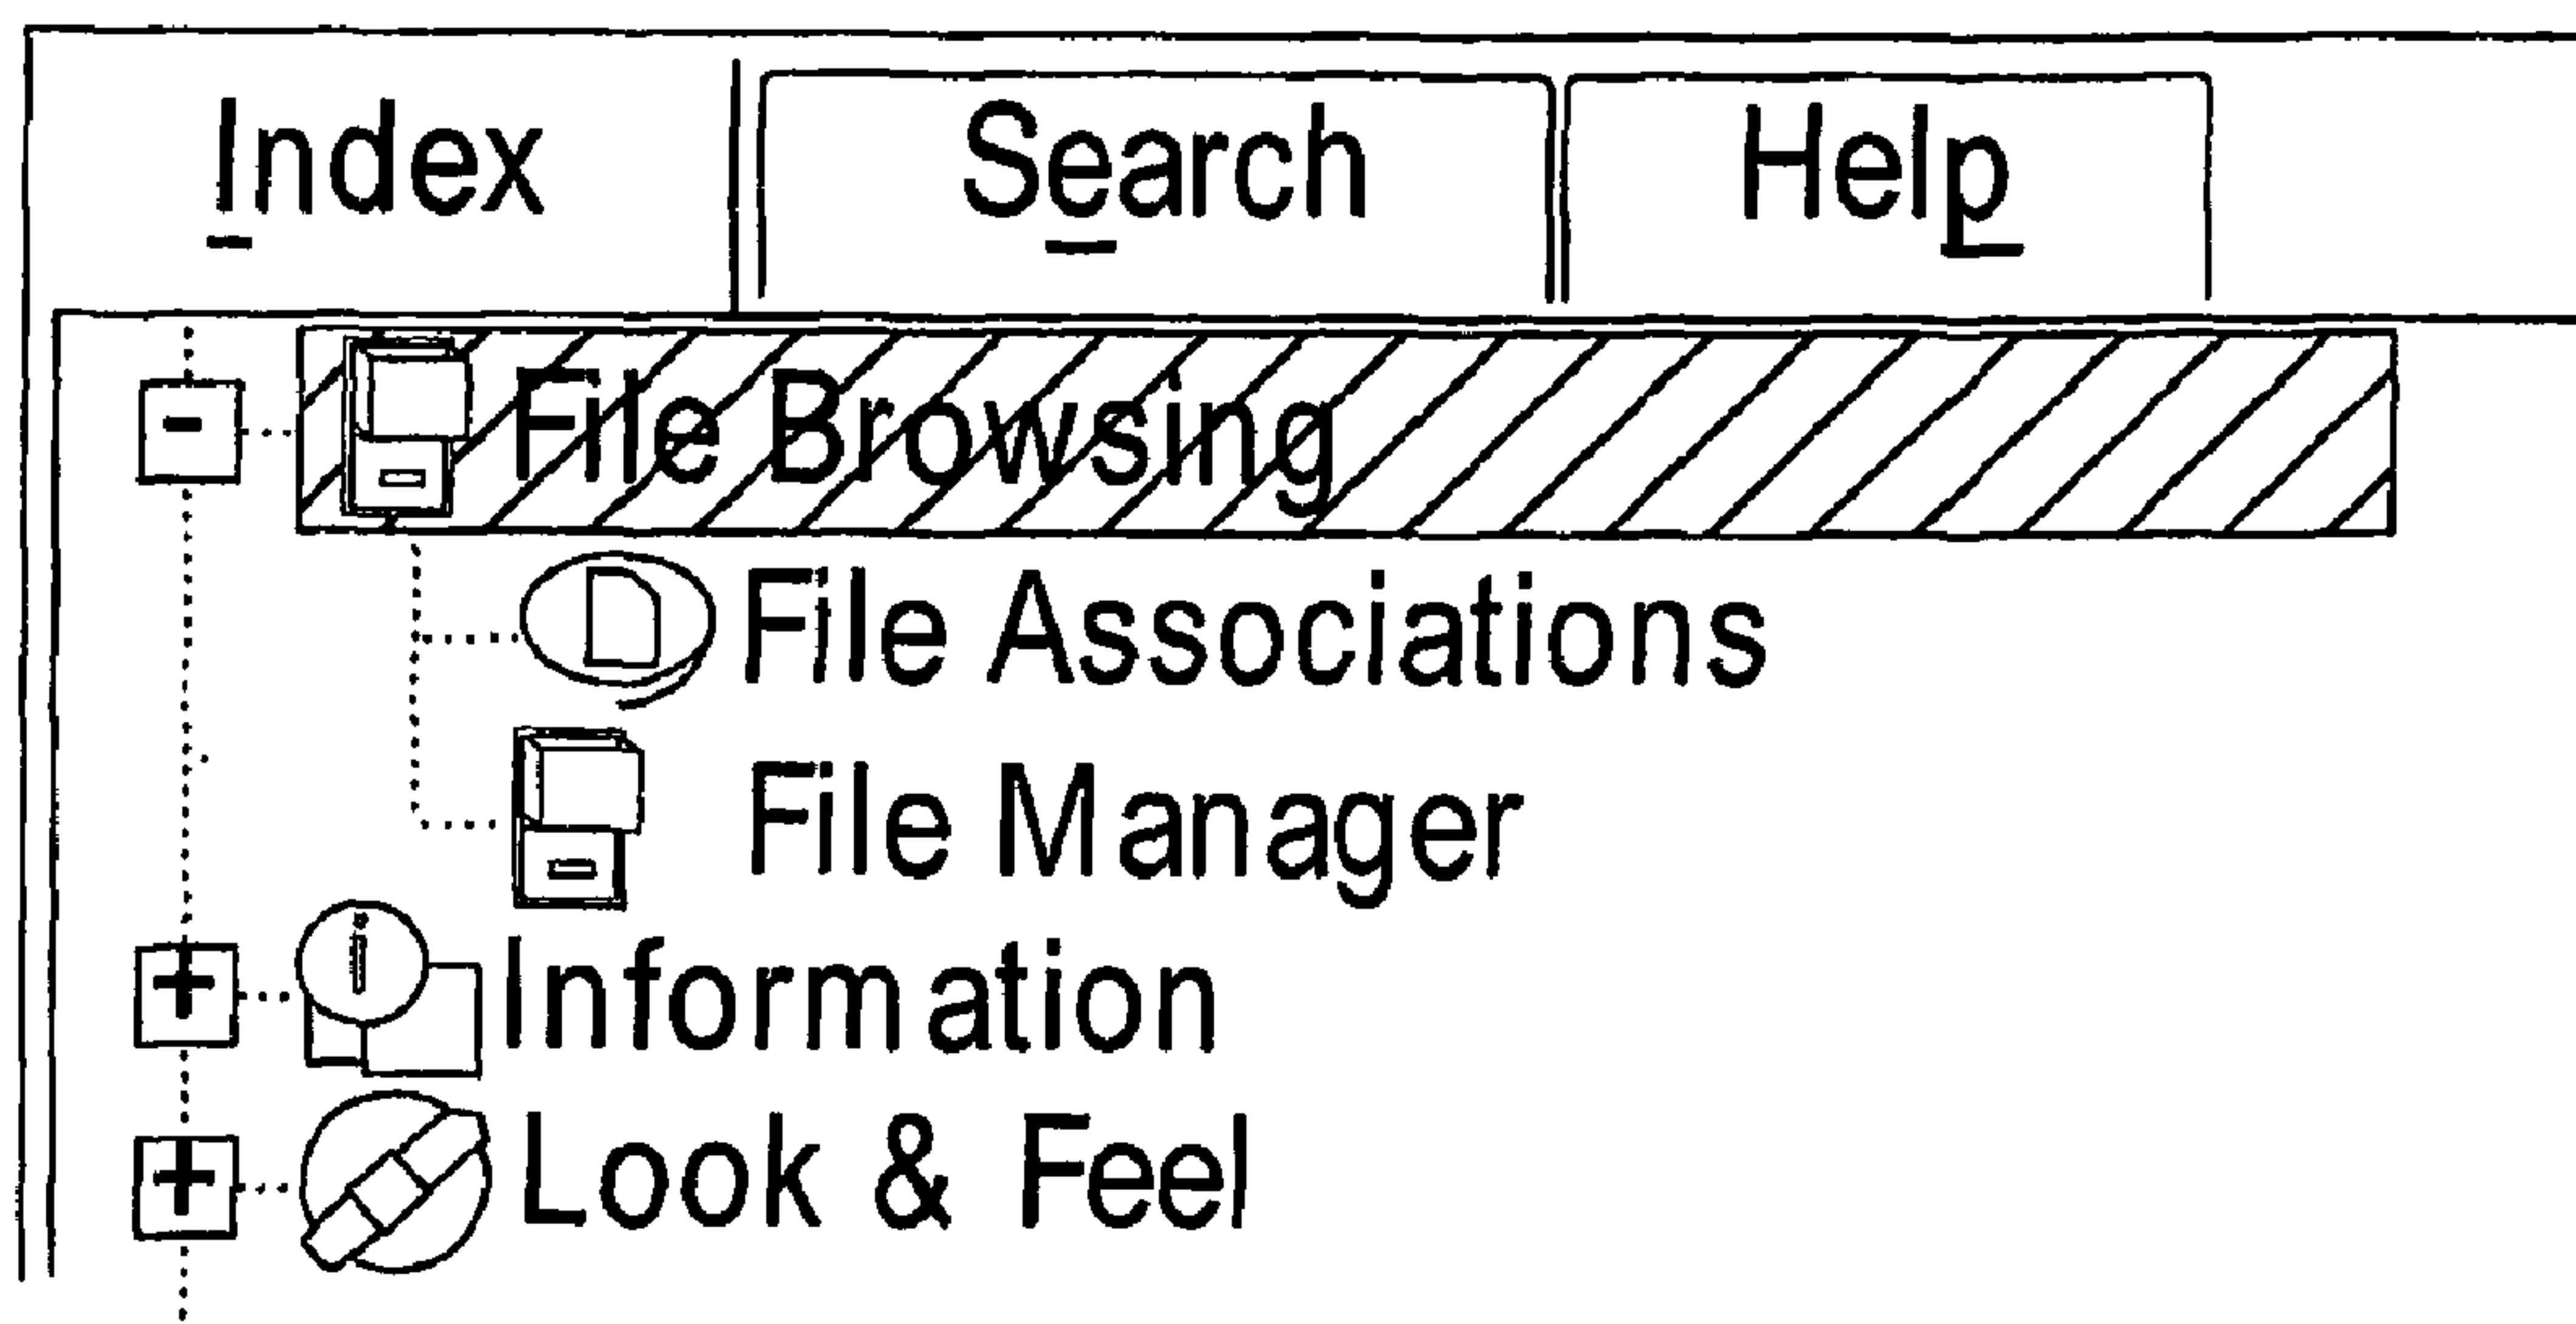 Index Search Help
File Browsing
File Associations
File Manager
Information
Look & Feel